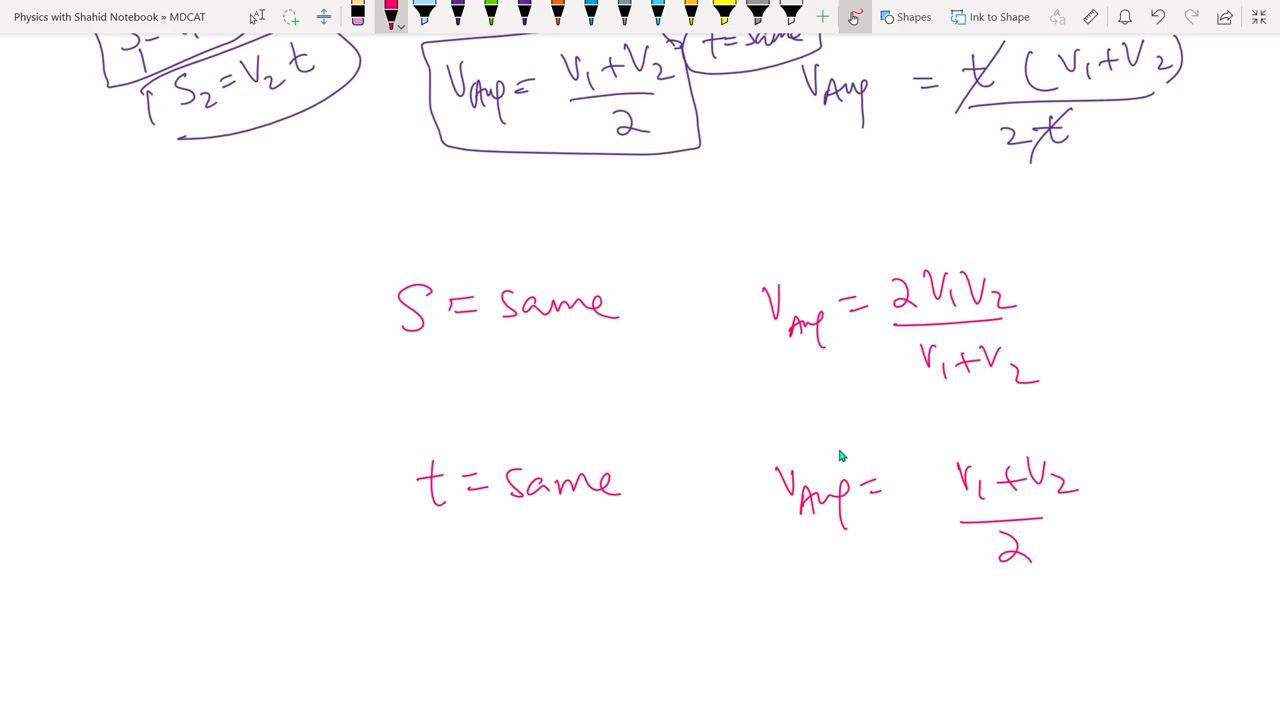 Physics with Shahid Notebook » MDCAT
Shapes
Ink to Shape
t = same
S₂ = V₂ t
VAvg = V₁ + V₂ / 2
VAvg = t (V₁ + V₂) / 2t
S = same
VAvg = 2V₁V₂ / V₁ + V₂
t = same
VAvg = V₁ + V₂ / 2